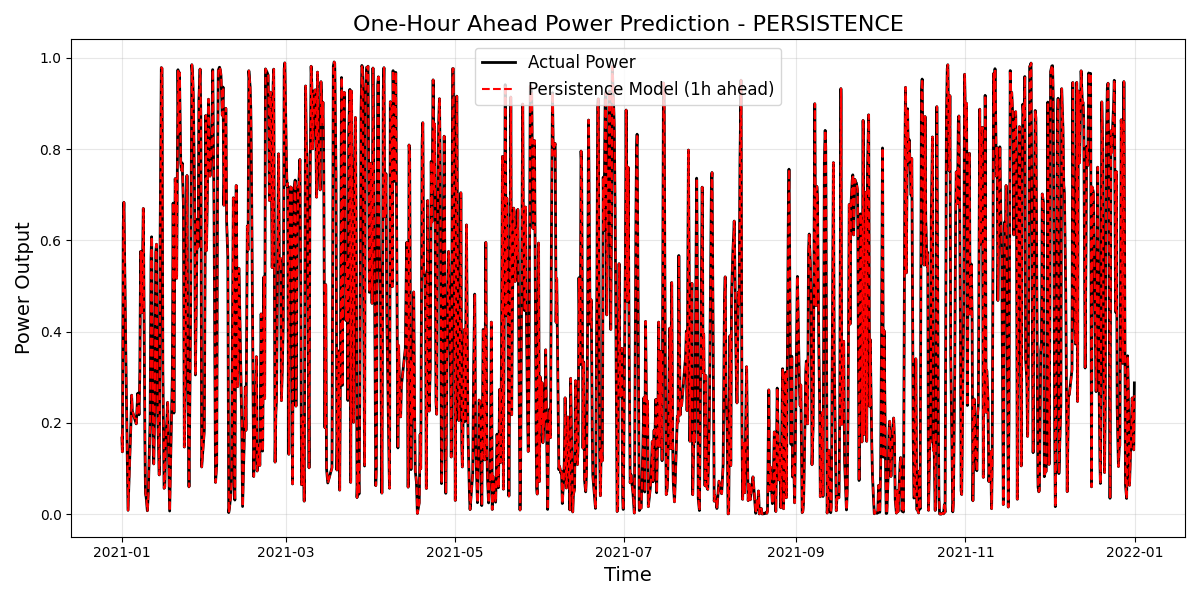 One-Hour Ahead Power Prediction - PERSISTENCE
Actual Power
Persistence Model (1h ahead)
Power Output
1.0
0.8
0.6
0.4
0.2
0.0
2021-01
2021-03
2021-05
2021-07
2021-09
2021-11
2022-01
Time